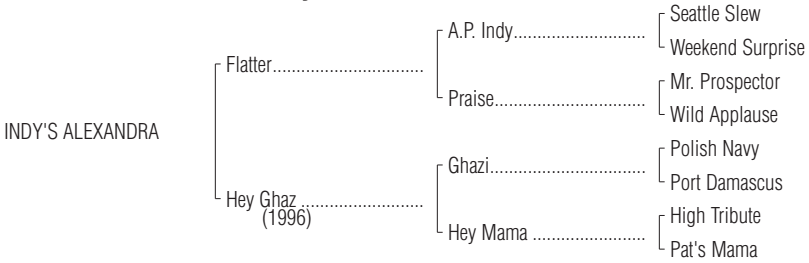 Seattle Slew
A.P. Indy..............................
Weekend Surprise
Flatter..................................
Mr. Prospector
Praise..................................
Wild Applause
INDY'S ALEXANDRA
Polish Navy
Ghazi...................................
Port Damascus
Hey Ghaz ...........................
(1996)
High Tribute
Hey Mama .........................
Pat's Mama